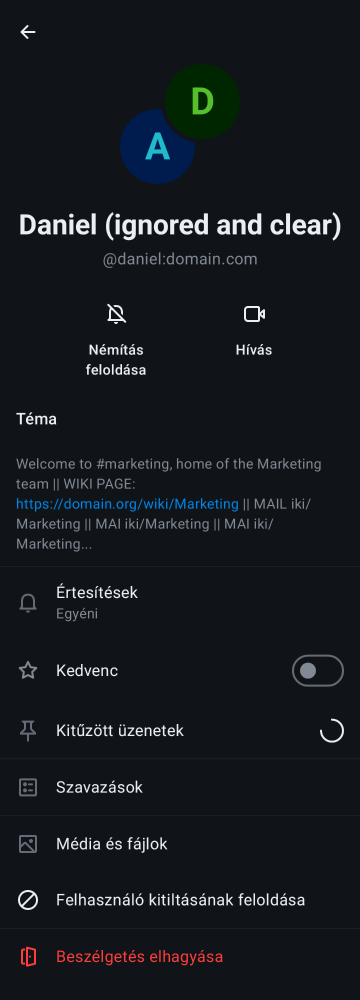 D
A
Daniel (ignored and clear)
@daniel:domain.com
Némítás
feloldása
Hívás
Téma
Welcome to #marketing, home of the Marketing
team || WIKI PAGE:
https://domain.org/wiki/Marketing || MAIL iki/
Marketing || MAI iki/Marketing || MAI iki/
Marketing...
Értesítések
Egyéni
Kedvenc
Kitűzött üzenetek
Szavazások
Média és fájlok
Felhasználó kitiltásának feloldása
Beszélgetés elhagyása